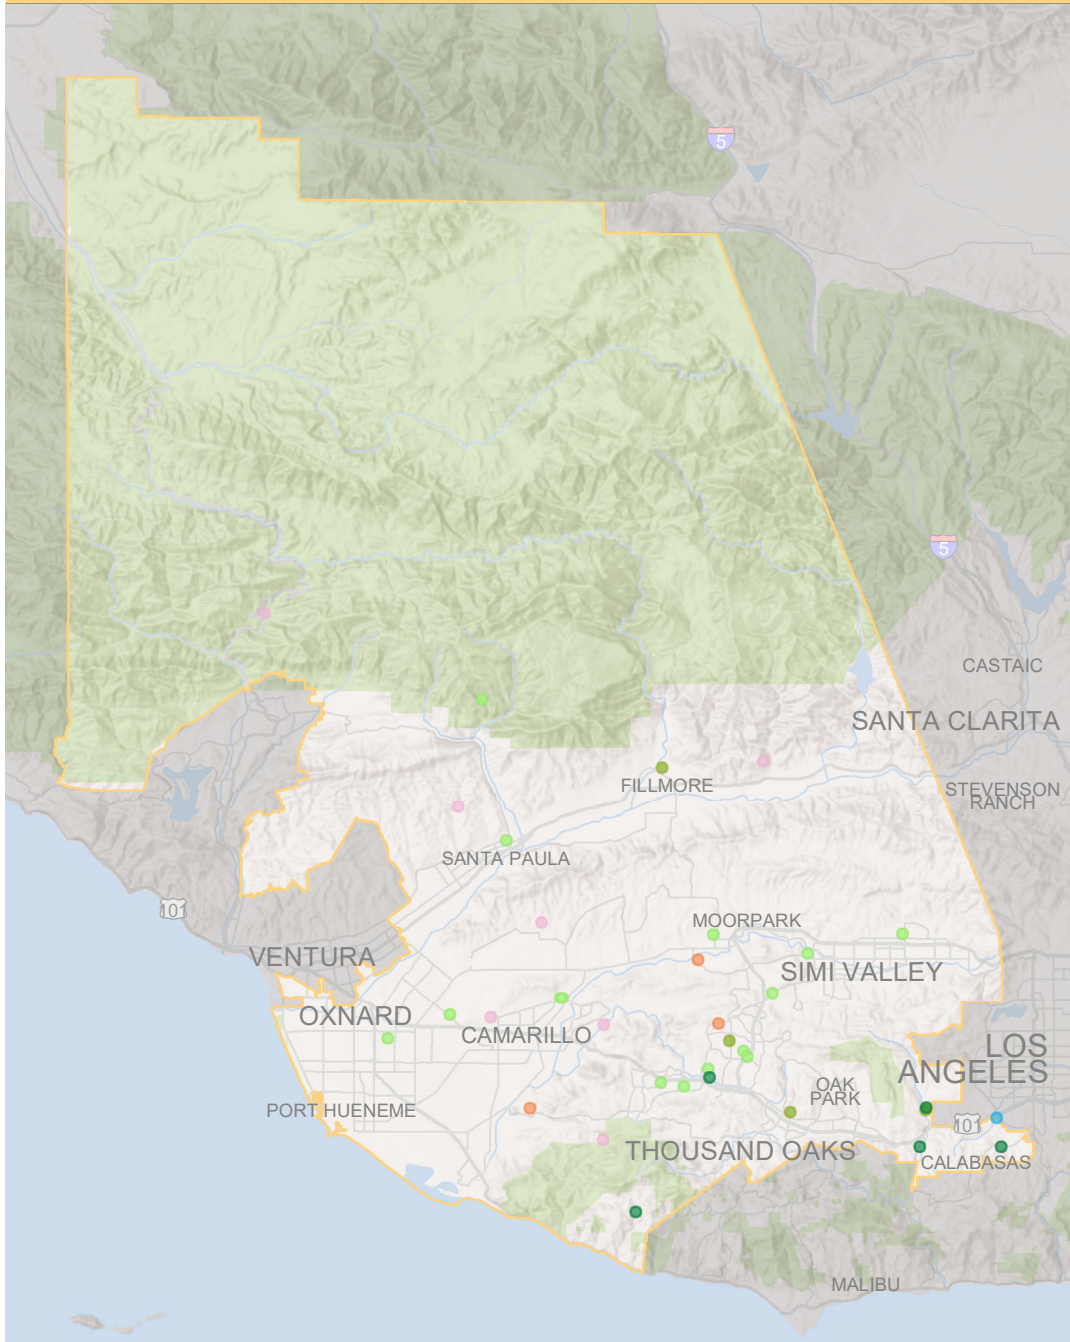 5
5
CASTAIC
SANTA CLARITA
FILLMORE
STEVENSON
RANCH
SANTA PAULA
101
MOORPARK
VENTURA
SIMI VALLEY
OXNARD
CAMARILLO
LOS
ANGELES
OAK
PARK
PORT HUENEME
101
THOUSAND OAKS
CALABASAS
MALIBU